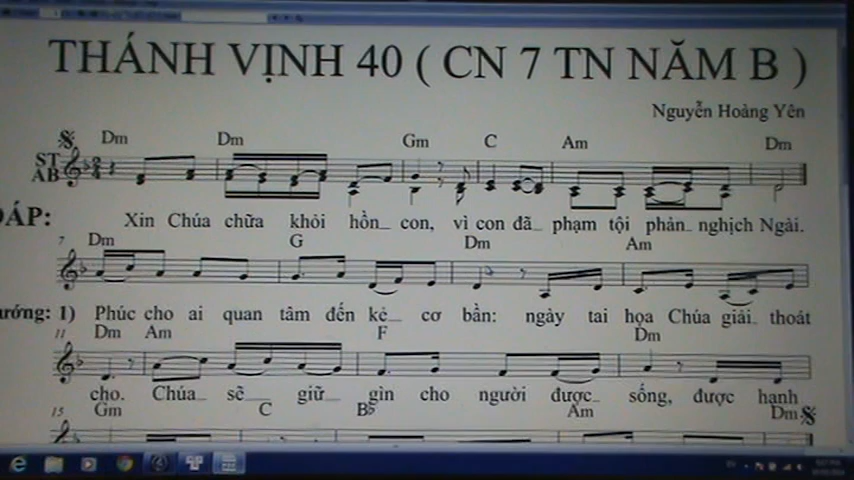 THÁNH VỊNH 40 ( CN 7 TN NĂM B )
Nguyễn Hoàng Yên
Dm Dm Gm C Am Dm
ST
AB
ĐÁP: Xin Chúa chữa khỏi hồn con, vì con đã phạm tội phản nghịch Ngài.
7 Dm G Dm Am
ướng: 1) Phúc cho ai quan tâm đến kẻ cơ bần: ngày tai họa Chúa giải thoát
11 Dm Am F Dm
cho. Chúa sẽ giữ gìn cho người được sống, được hạnh
15 Gm C B♭ Am Dm